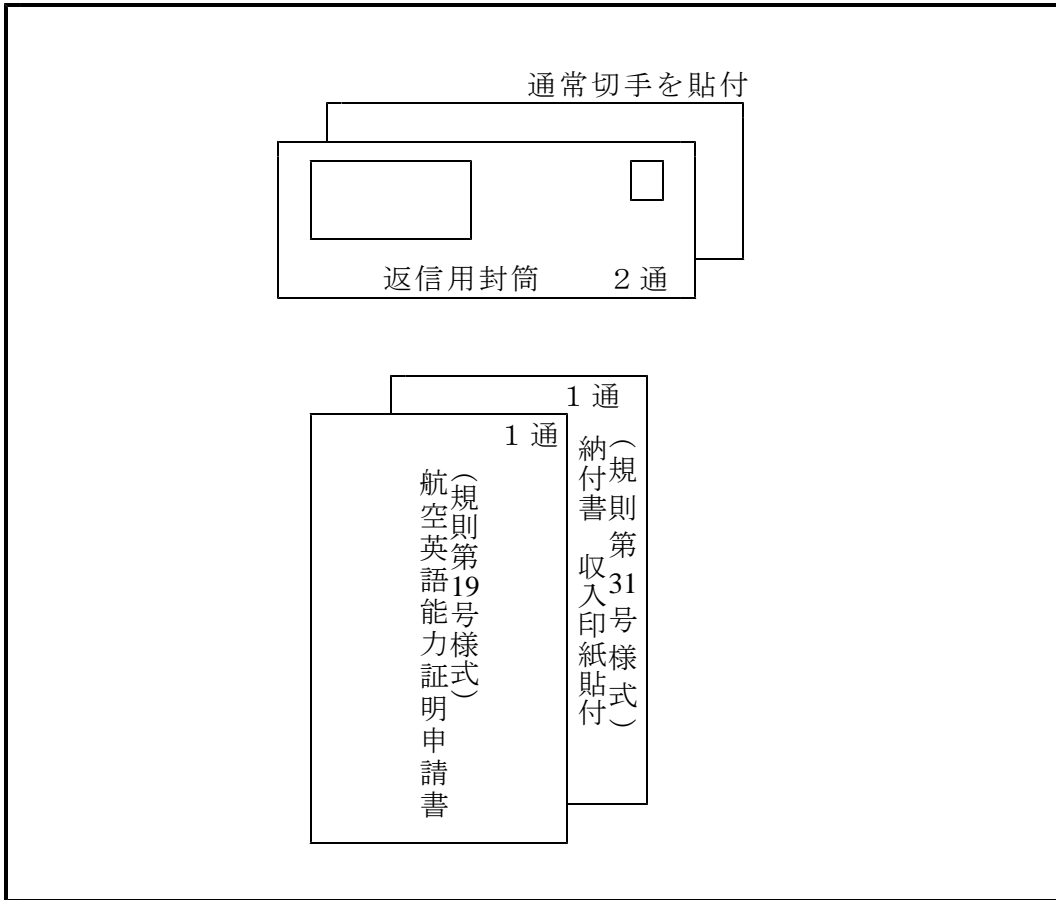 通常切手を貼付
返信用封筒　２通
１通
納付書　収入印紙貼付
（規則第31号様式）
１通
航空英語能力証明申請書
（規則第19号様式）